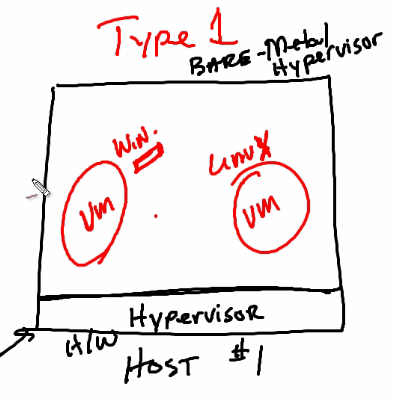 Type 1
BARE-Metal
Hypervisor
WIN.
LINUX
VM
VM
Hypervisor
H/W
HOST #1